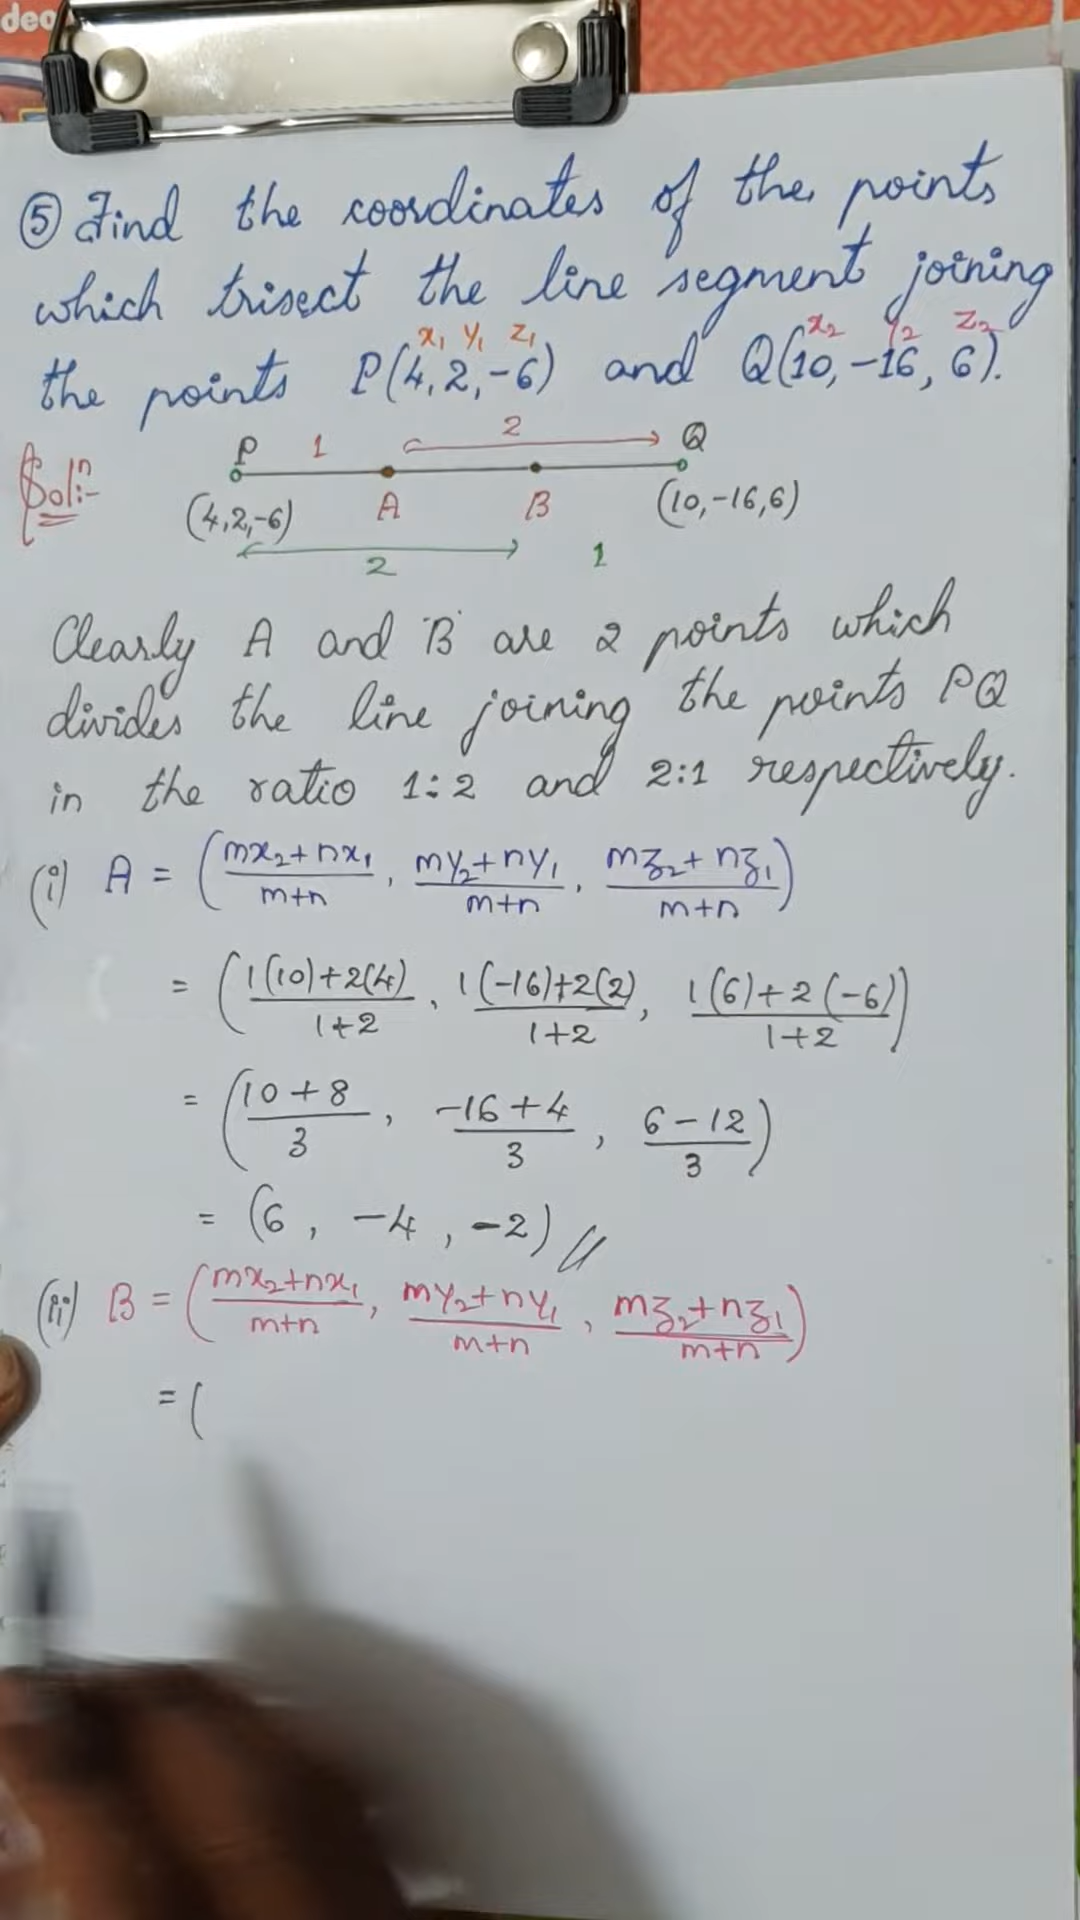 deo
⑤ Find the coordinates of the points
which trisect the line segment joining
x₁ y₁ z₁ x₂ y₂ z₂
the points P(4, 2, -6) and Q(10, -16, 6).
Sol:-ⁿ
P 1 2 Q
(4,2,-6) A B (10,-16,6)
2 1
Clearly A and B are 2 points which
divides the line joining the points PQ
in the ratio 1:2 and 2:1 respectively.
(i) A = (mx₂+nx₁/m+n, my₂+ny₁/m+n, mz₂+nz₁/m+n)
= (1(10)+2(4)/1+2, 1(-16)+2(2)/1+2, 1(6)+2(-6)/1+2)
= (10+8/3, -16+4/3, 6-12/3)
= (6, -4, -2)//
(ii) B = (mx₂+nx₁/m+n, my₂+ny₁/m+n, mz₂+nz₁/m+n)
= (